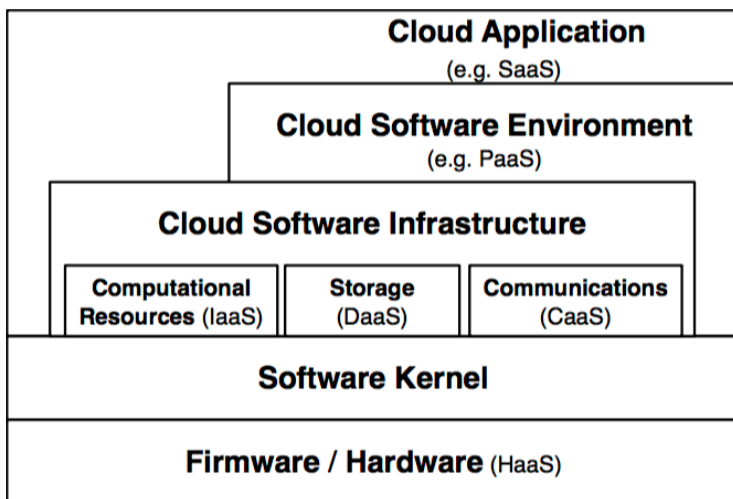 Cloud Application
(e.g. SaaS)
Cloud Software Environment
(e.g. PaaS)
Cloud Software Infrastructure
Computational
Resources (IaaS)
Storage
(DaaS)
Communications
(CaaS)
Software Kernel
Firmware / Hardware (HaaS)